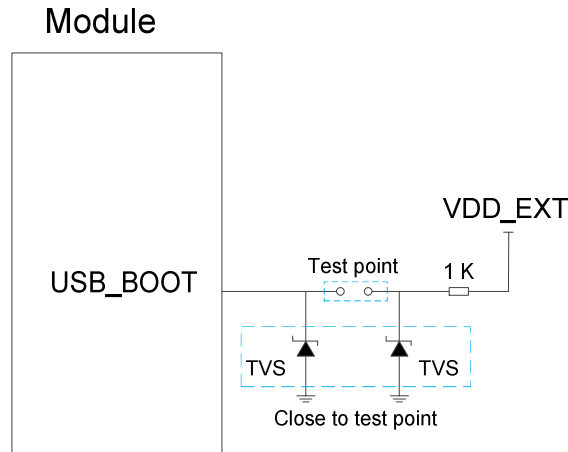 Module
VDD_EXT
Test point
1 K
USB_BOOT
TVS
TVS
Close to test point